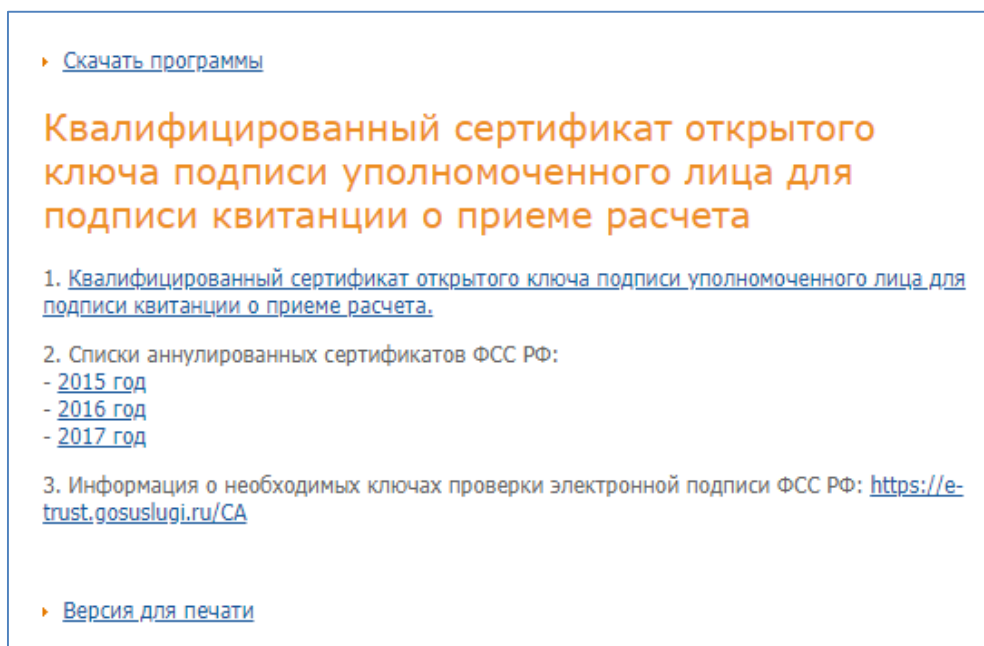 Скачать программы
Квалифицированный сертификат открытого
ключа подписи уполномоченного лица для
подписи квитанции о приеме расчета
1. Квалифицированный сертификат открытого ключа подписи уполномоченного лица для
подписи квитанции о приеме расчета.
2. Списки аннулированных сертификатов ФСС РФ:
- 2015 год
- 2016 год
- 2017 год
3. Информация о необходимых ключах проверки электронной подписи ФСС РФ: https://e-
trust.gosuslugi.ru/CA
Версия для печати